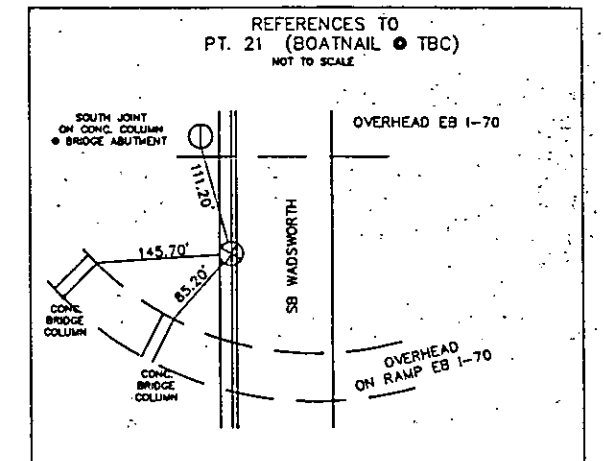 REFERENCES TO
PT. 21 (BOATNAIL @ TBC)
NOT TO SCALE
SOUTH JOINT
ON CONC. COLUMN
@ BRIDGE ABUTMENT
OVERHEAD EB I-70
111.20'
SB WADSWORTH
145.70'
85.20'
CONC.
BRIDGE
COLUMN
CONC.
BRIDGE
COLUMN
OVERHEAD
ON RAMP EB I-70